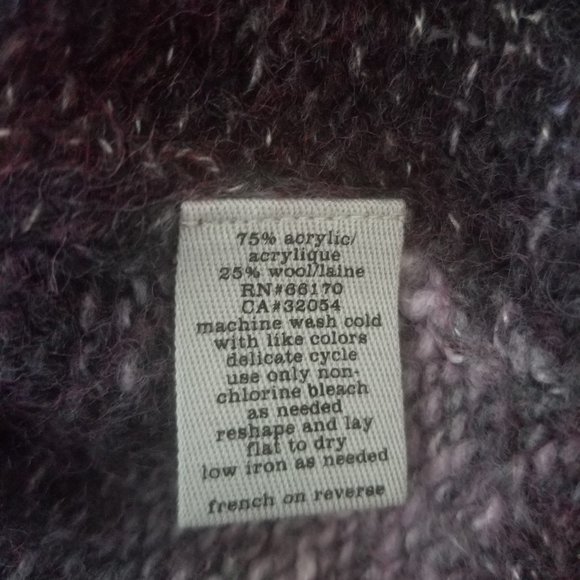 75% acrylic/
acrylique
25% wool/laine
RN#66170
CA#32054
machine wash cold
with like colors
delicate cycle
use only non-
chlorine bleach
as needed
reshape and lay
flat to dry
low iron as needed
french on reverse